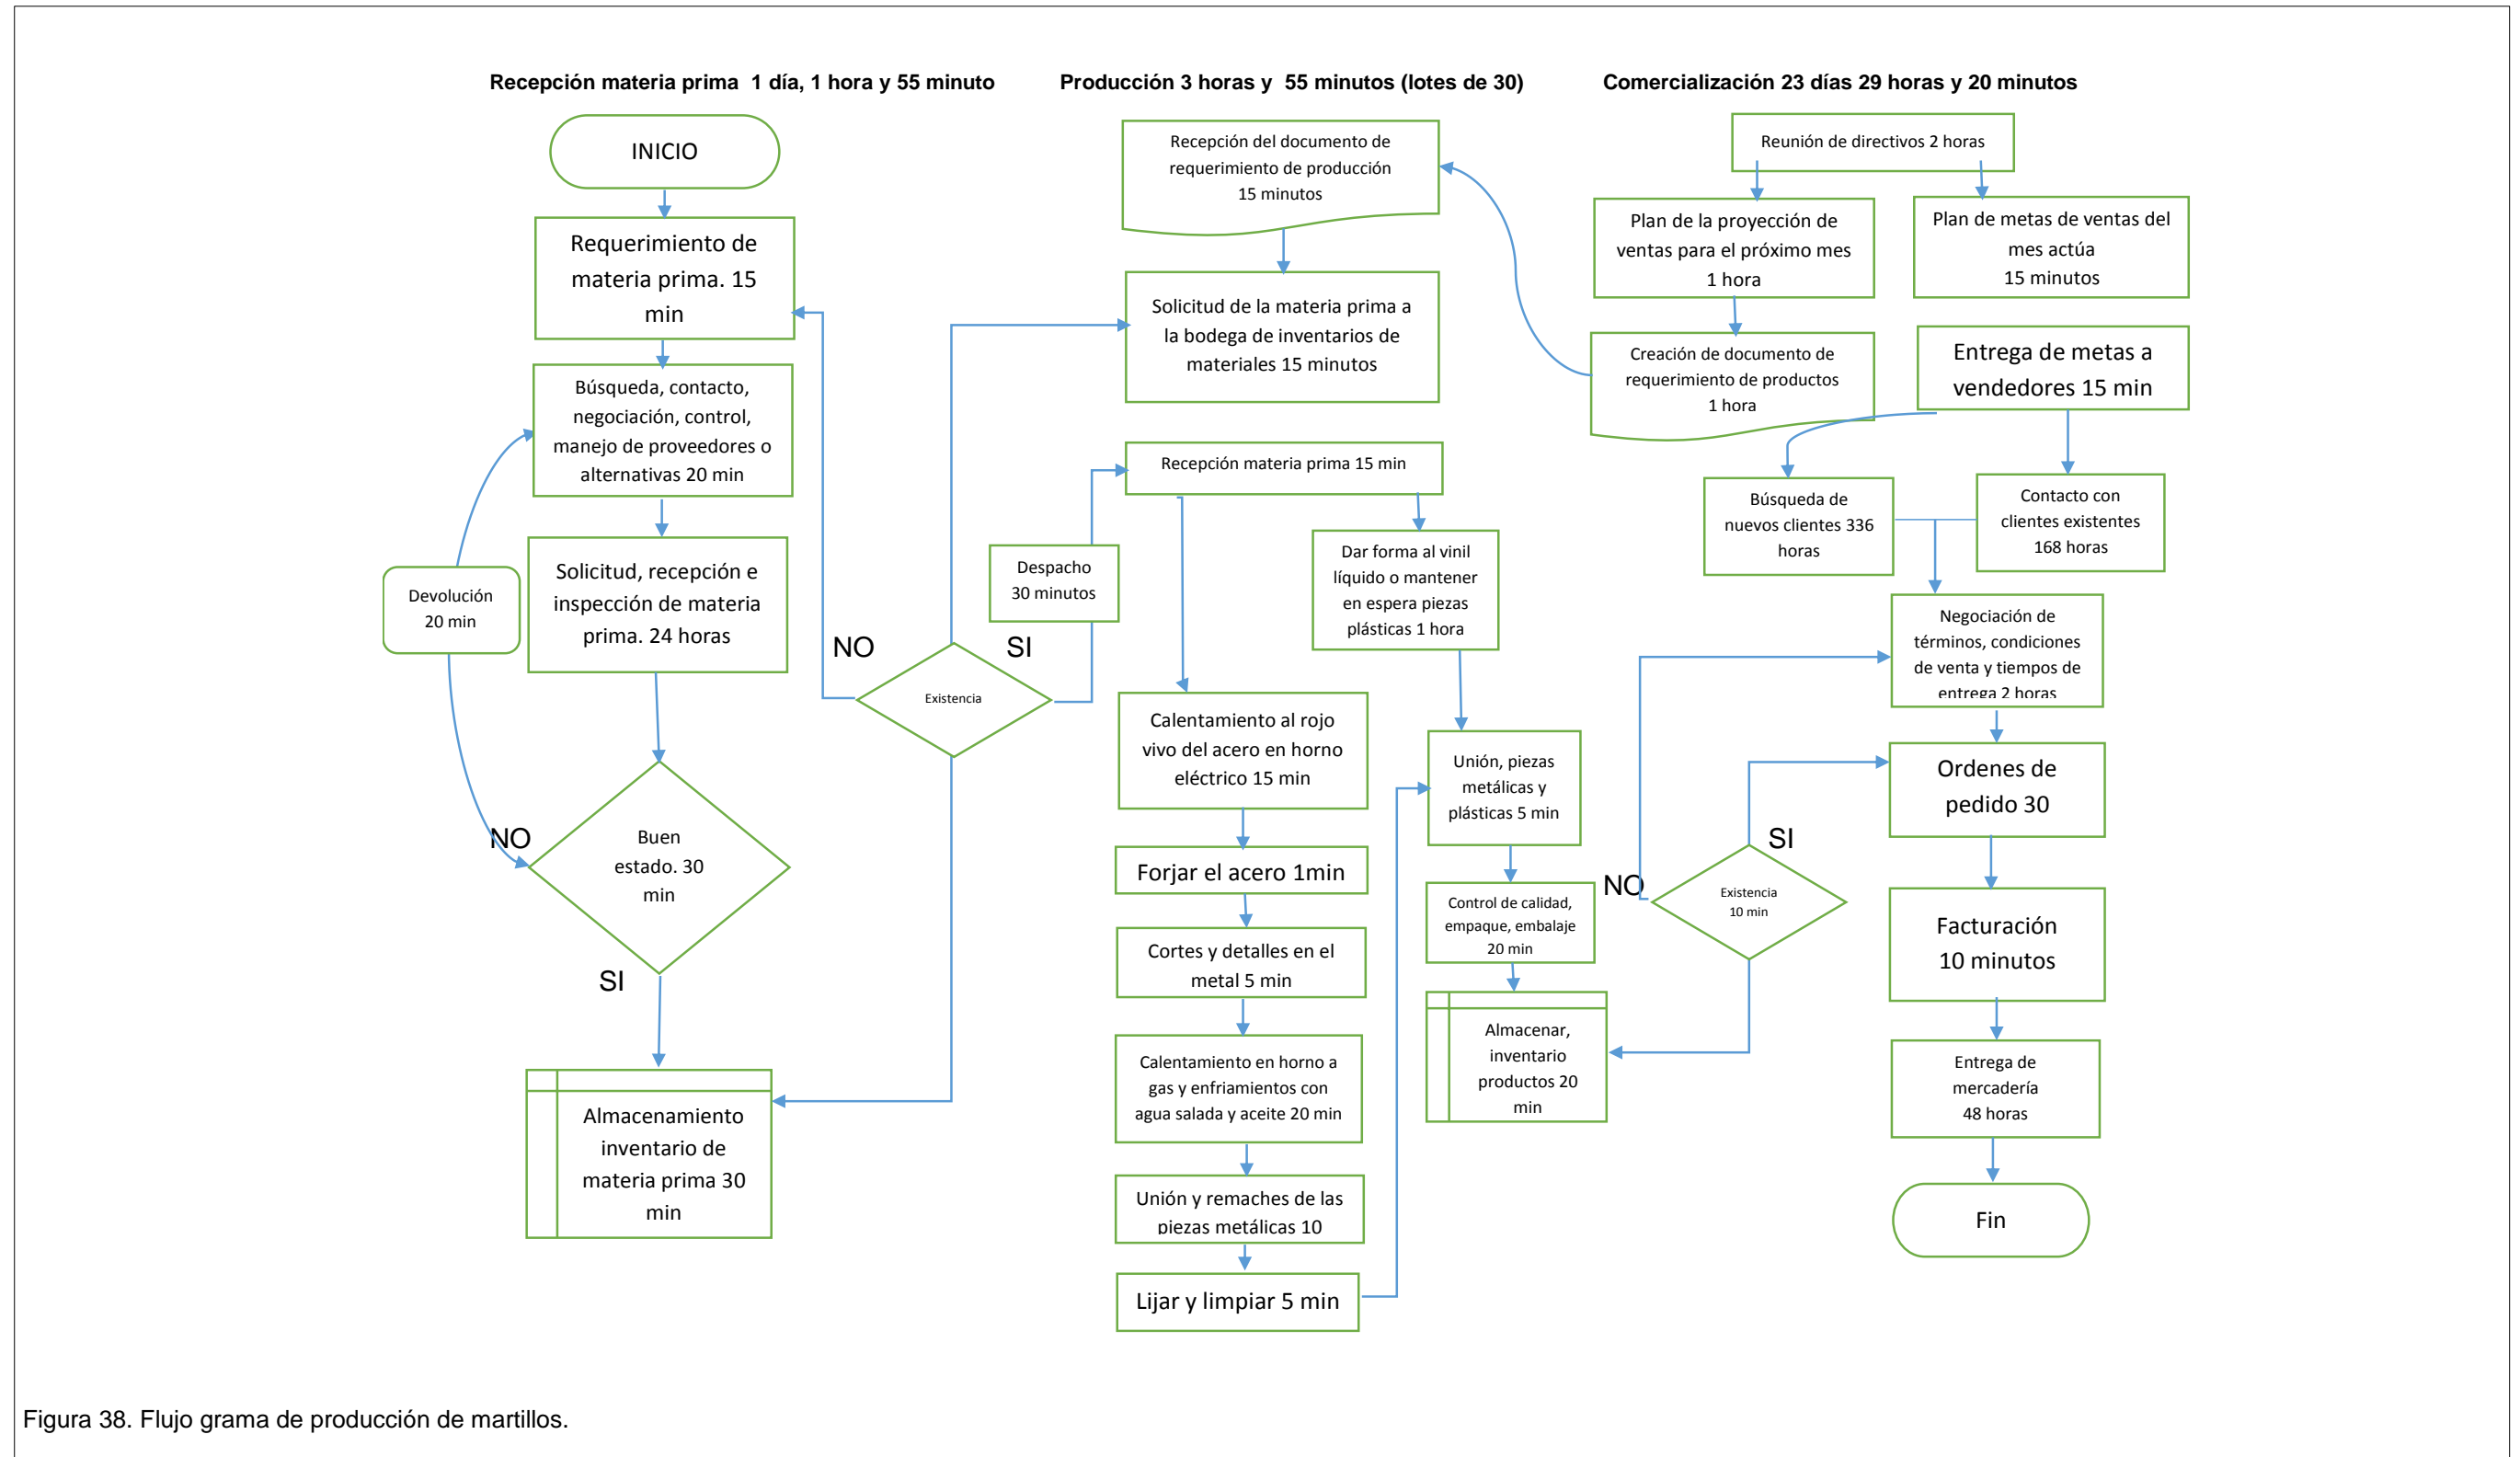 Recepción materia prima  1 día, 1 hora y 55 minuto
INICIO
Requerimiento de
materia prima. 15
min
Búsqueda, contacto,
negociación, control,
manejo de proveedores o
alternativas 20 min
Solicitud, recepción e
inspección de materia
prima. 24 horas
Devolución
20 min
NO
Buen
estado. 30
min
SI
Almacenamiento
inventario de
materia prima 30
min
NO
SI
Existencia
Despacho
30 minutos
Producción 3 horas y  55 minutos (lotes de 30)
Recepción del documento de
requerimiento de producción
15 minutos
Solicitud de la materia prima a
la bodega de inventarios de
materiales 15 minutos
Recepción materia prima 15 min
Dar forma al vinil
líquido o mantener
en espera piezas
plásticas 1 hora
Calentamiento al rojo
vivo del acero en horno
eléctrico 15 min
Forjar el acero 1min
Cortes y detalles en el
metal 5 min
Calentamiento en horno a
gas y enfriamientos con
agua salada y aceite 20 min
Unión y remaches de las
piezas metálicas 10
Lijar y limpiar 5 min
Unión, piezas
metálicas y
plásticas 5 min
Control de calidad,
empaque, embalaje
20 min
Almacenar,
inventario
productos 20
min
Comercialización 23 días 29 horas y 20 minutos
Reunión de directivos 2 horas
Plan de la proyección de
ventas para el próximo mes
1 hora
Plan de metas de ventas del
mes actúa
15 minutos
Creación de documento de
requerimiento de productos
1 hora
Entrega de metas a
vendedores 15 min
Búsqueda de
nuevos clientes 336
horas
Contacto con
clientes existentes
168 horas
Negociación de
términos, condiciones
de venta y tiempos de
entrega 2 horas
Ordenes de
pedido 30
SI
NO
Existencia
10 min
Facturación
10 minutos
Entrega de
mercadería
48 horas
Fin
Figura 38. Flujo grama de producción de martillos.